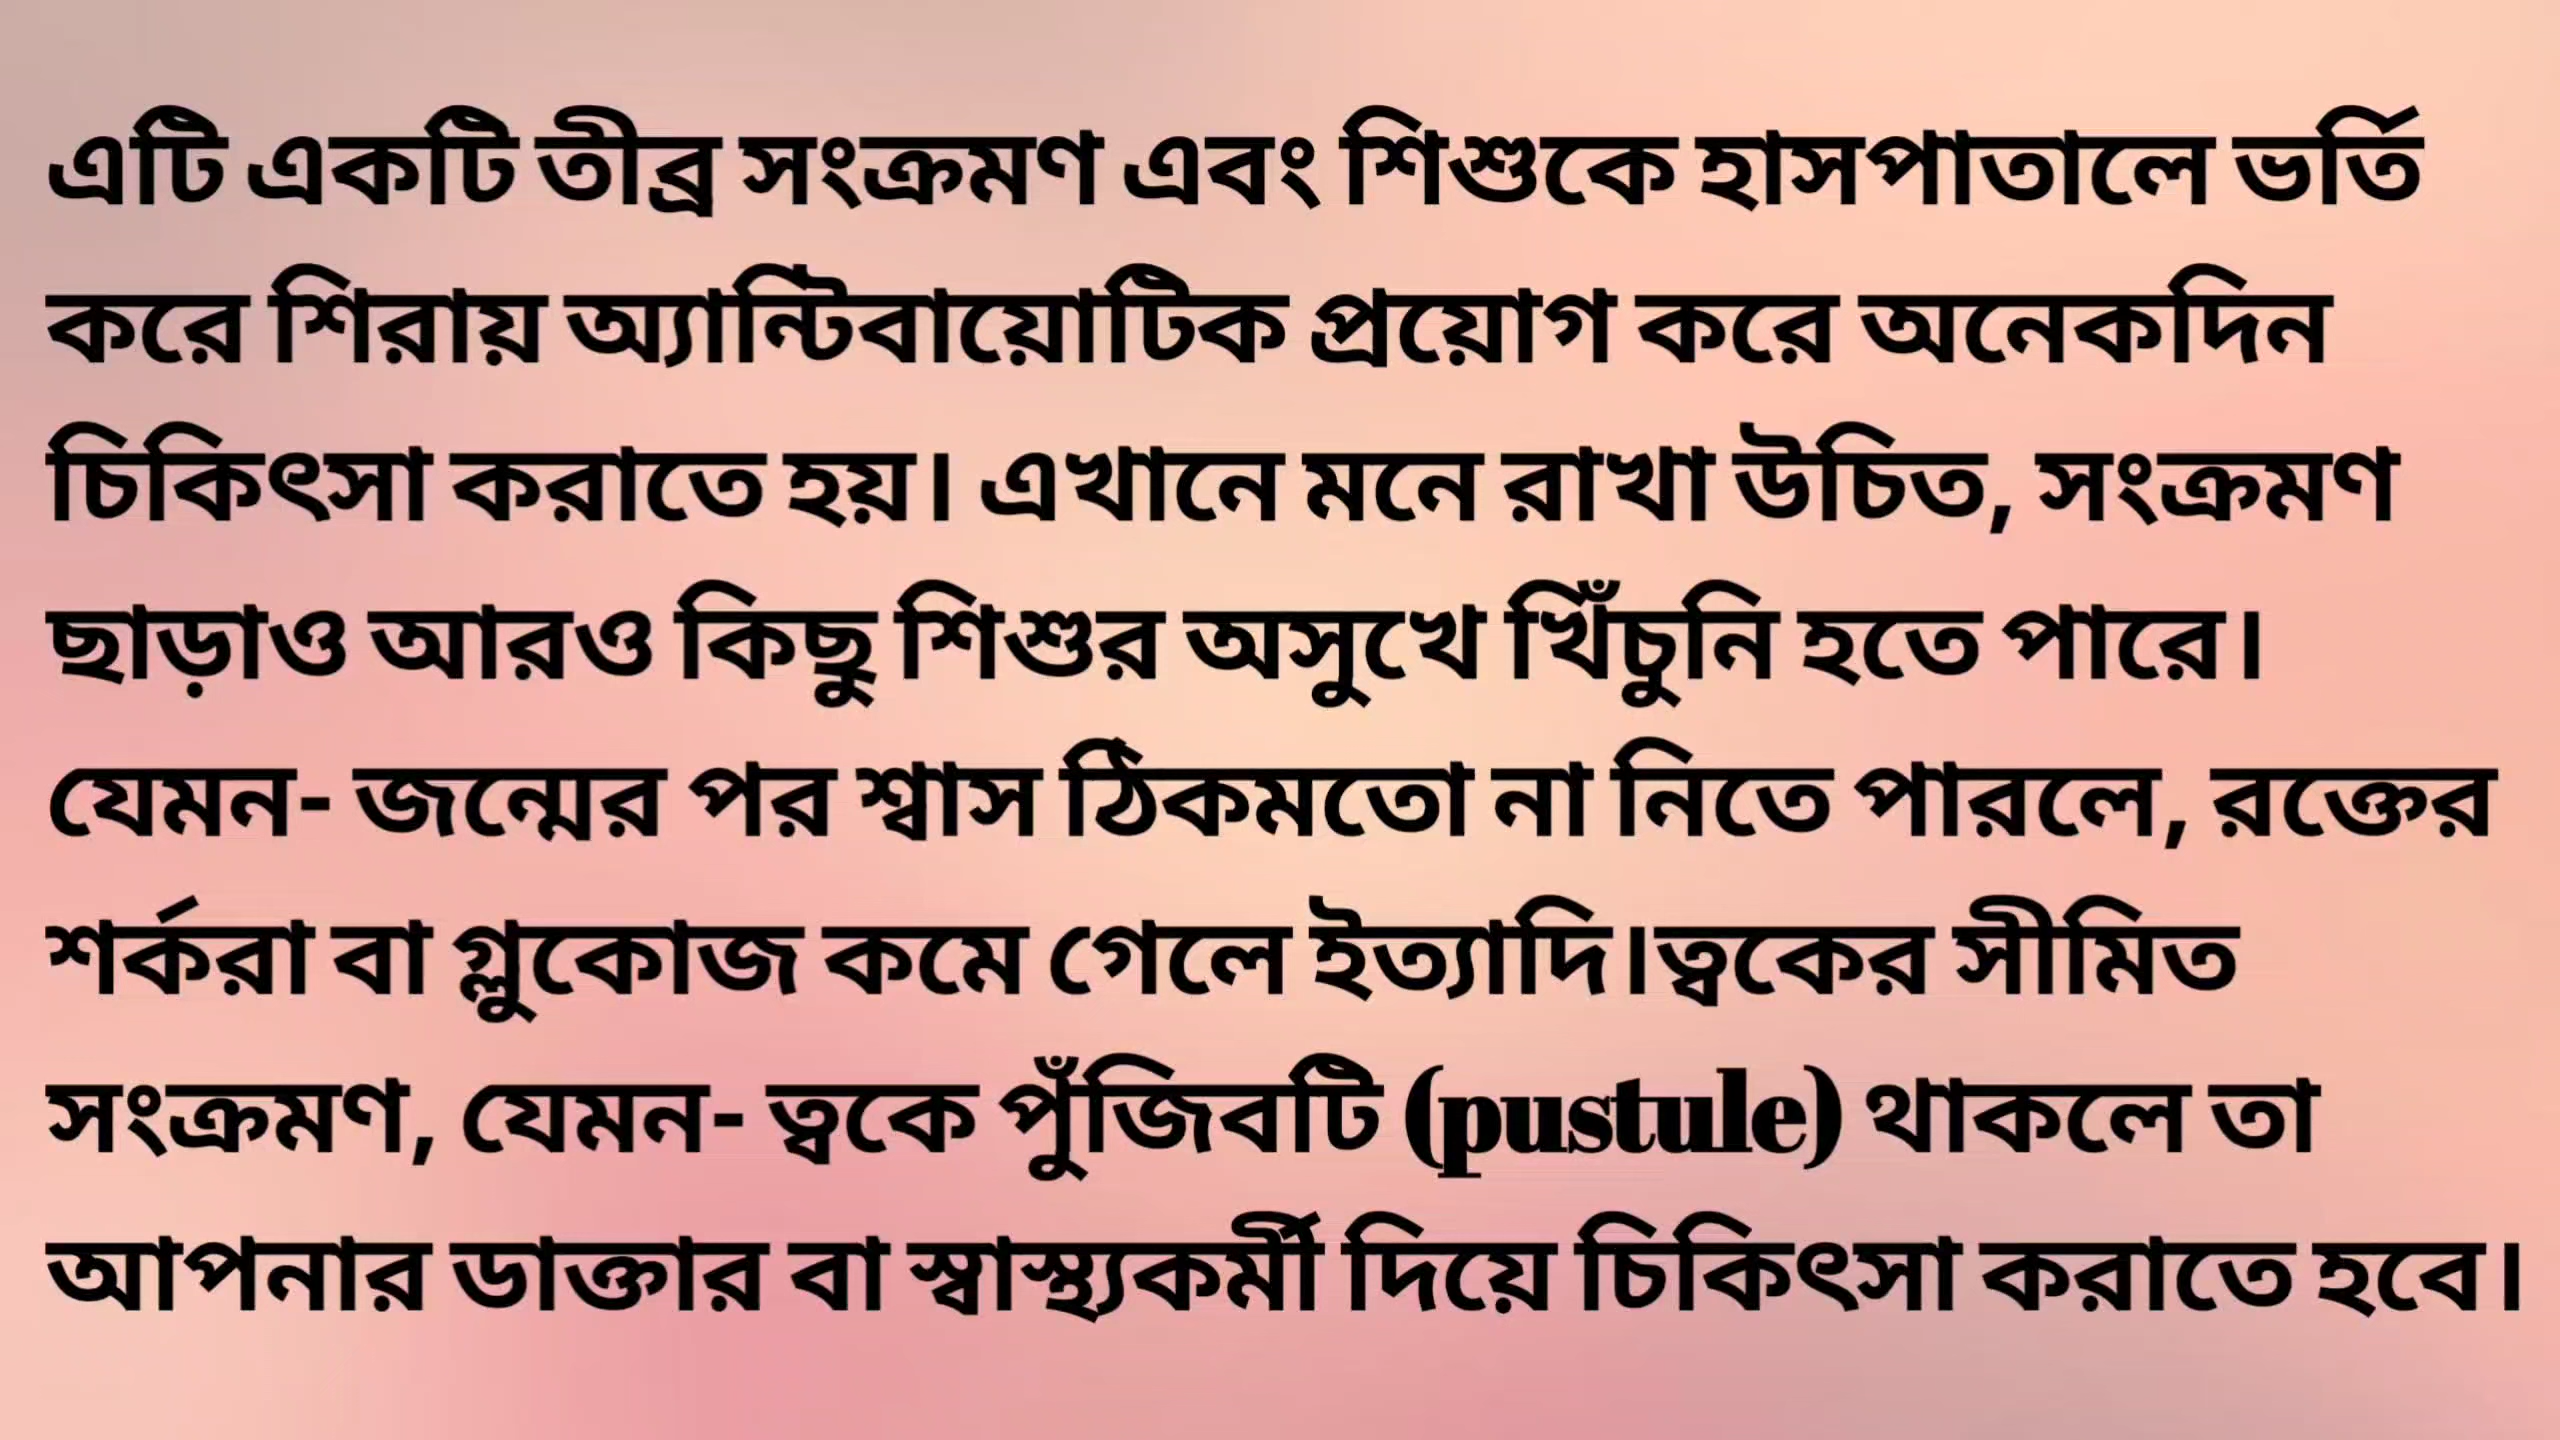 এটি একটি তীব্র সংক্রমণ এবং শিশুকে হাসপাতালে ভর্তি
করে শিরায় অ্যান্টিবায়োটিক প্রয়োগ করে অনেকদিন
চিকিৎসা করাতে হয়। এখানে মনে রাখা উচিত, সংক্রমণ
ছাড়াও আরও কিছু শিশুর অসুখে খিঁচুনি হতে পারে।
যেমন- জন্মের পর শ্বাস ঠিকমতো না নিতে পারলে, রক্তের
শর্করা বা গ্লুকোজ কমে গেলে ইত্যাদি।ত্বকের সীমিত
সংক্রমণ, যেমন- ত্বকে পুঁজিবটি (pustule) থাকলে তা
আপনার ডাক্তার বা স্বাস্থ্যকর্মী দিয়ে চিকিৎসা করাতে হবে।